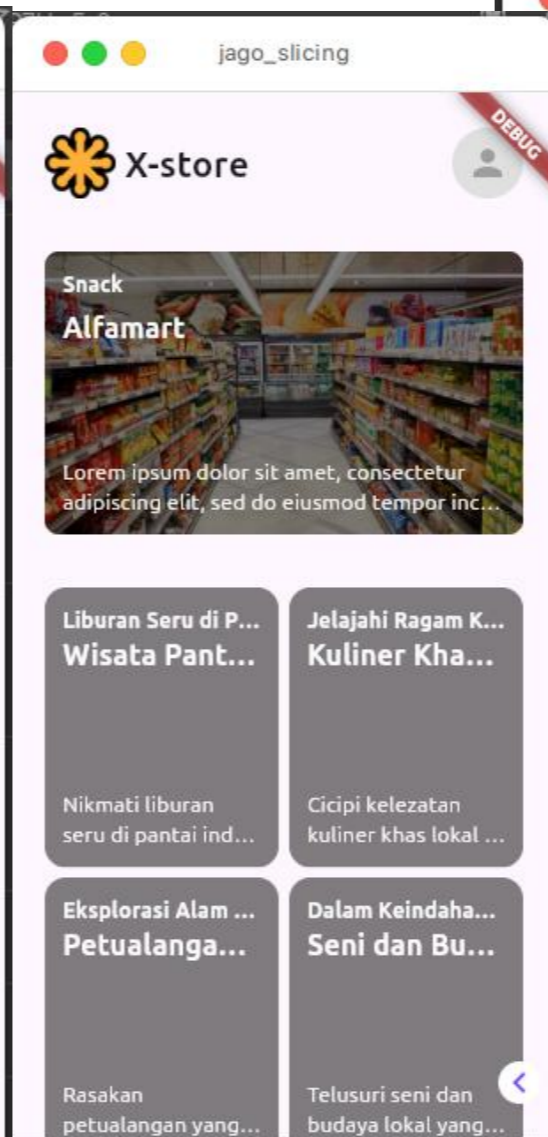 jago_slicing
DEBUG
X-store
Snack
Alfamart
Lorem ipsum dolor sit amet, consectetur
adipiscing elit, sed do eiusmod tempor inc...
Liburan Seru di P...
Wisata Pant...
Nikmati liburan
seru di pantai ind...
Jelajahi Ragam K...
Kuliner Kha...
Cicipi kelezatan
kuliner khas lokal ...
Eksplorasi Alam ...
Petualanga...
Rasakan
petualangan yang...
Dalam Keindaha...
Seni dan Bu...
Telusuri seni dan
budaya lokal yang...